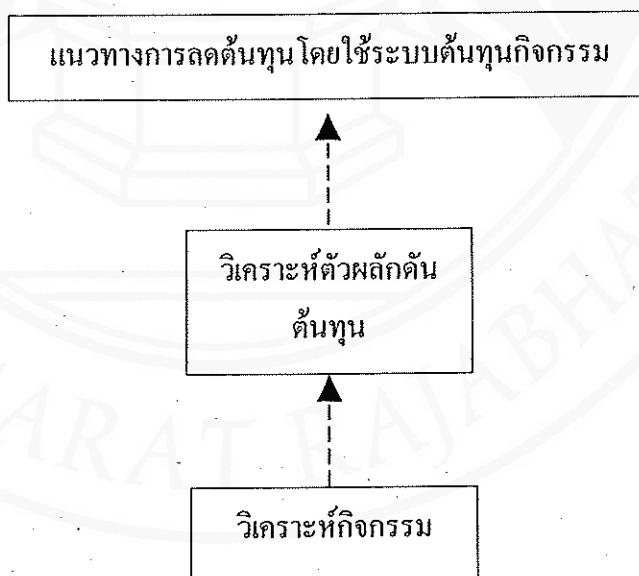 แนวทางการลดต้นทุนโดยใช้ระบบต้นทุนกิจกรรม
วิเคราะห์ตัวผลักดัน
ต้นทุน
วิเคราะห์กิจกรรม
ARAT RAJABHAT